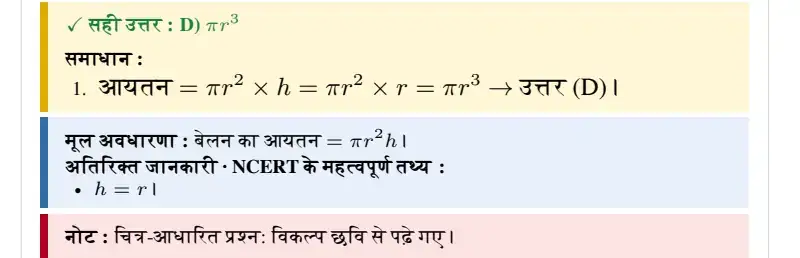 ✓ सही उत्तर : D) πr³
समाधान :
1. आयतन = πr² × h = πr² × r = πr³ → उत्तर (D)।
मूल अवधारणा : बेलन का आयतन = πr²h।
अतिरिक्त जानकारी · NCERT के महत्वपूर्ण तथ्य :
• h = r।
नोट : चित्र-आधारित प्रश्न: विकल्प छवि से पढ़े गए।